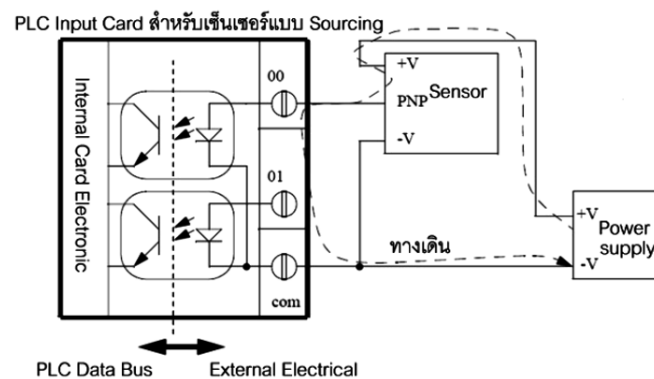 PLC Input Card สำหรับเซ็นเซอร์แบบ Sourcing
Internal Card Electronic
00
01
com
+V
PNP
Sensor
-V
+V
Power
supply
-V
ทางเดิน
PLC Data Bus
External Electrical